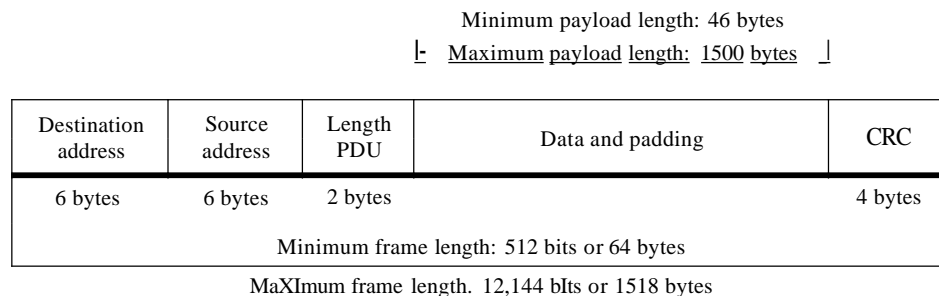 Minimum payload length: 46 bytes
|- Maximum payload length: 1500 bytes _|
Destination address
Source address
Length PDU
Data and padding
CRC
6 bytes
6 bytes
2 bytes
4 bytes
Minimum frame length: 512 bits or 64 bytes
MaXImum frame length. 12,144 bIts or 1518 bytes